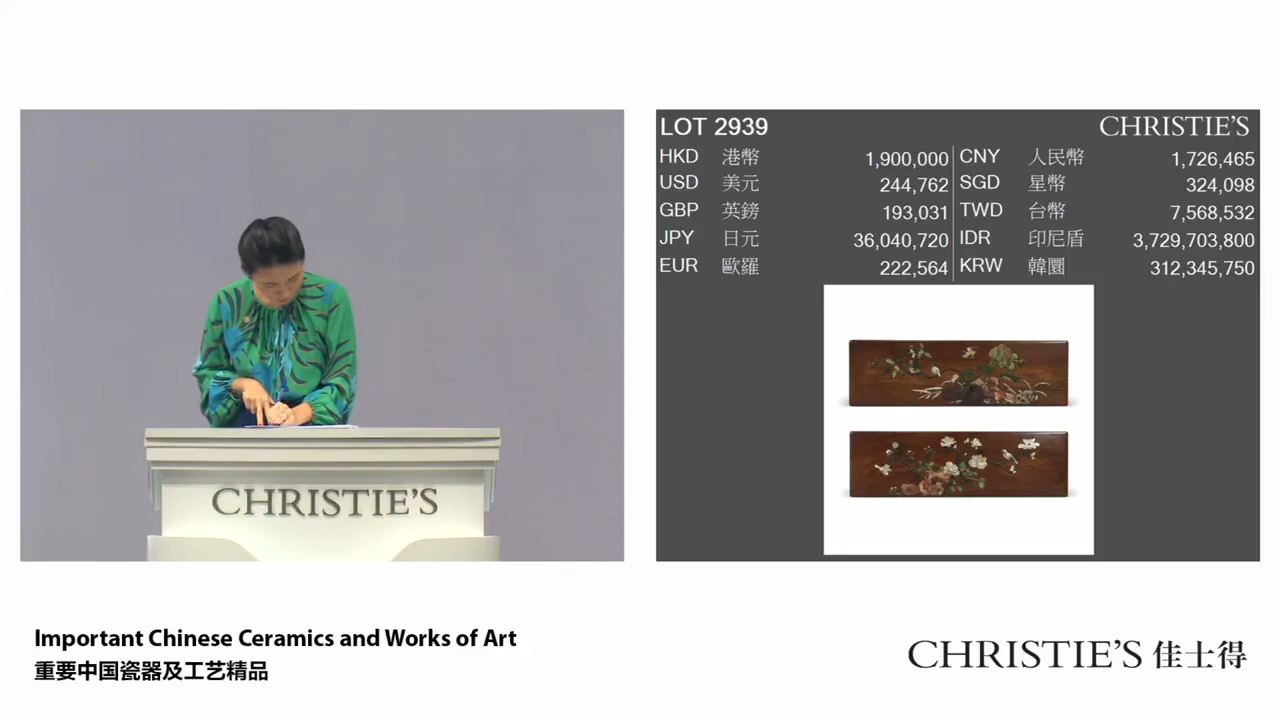 LOT 2939 CHRISTIE'S
HKD 港幣 1,900,000 CNY 人民幣 1,726,465
USD 美元 244,762 SGD 星幣 324,098
GBP 英鎊 193,031 TWD 台幣 7,568,532
JPY 日元 36,040,720 IDR 印尼盾 3,729,703,800
EUR 歐羅 222,564 KRW 韓圜 312,345,750
CHRISTIE'S
Important Chinese Ceramics and Works of Art
重要中国瓷器及工艺精品
CHRISTIE'S 佳士得